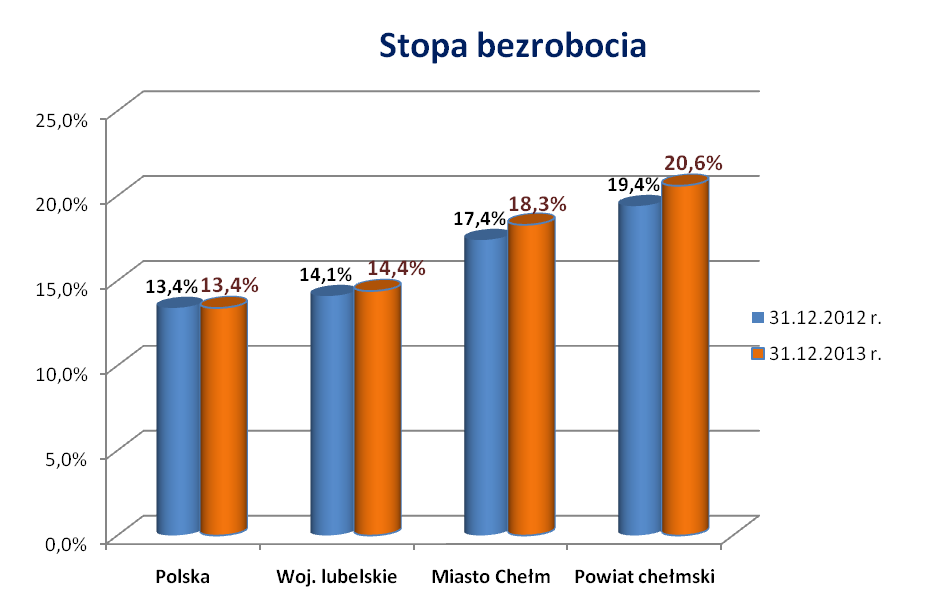 Stopa bezrobocia
25,0%
20,0%
15,0%
10,0%
5,0%
0,0%
13,4%
13,4%
14,1%
14,4%
17,4%
18,3%
19,4%
20,6%
Polska
Woj. lubelskie
Miasto Chełm
Powiat chełmski
31.12.2012 r.
31.12.2013 r.